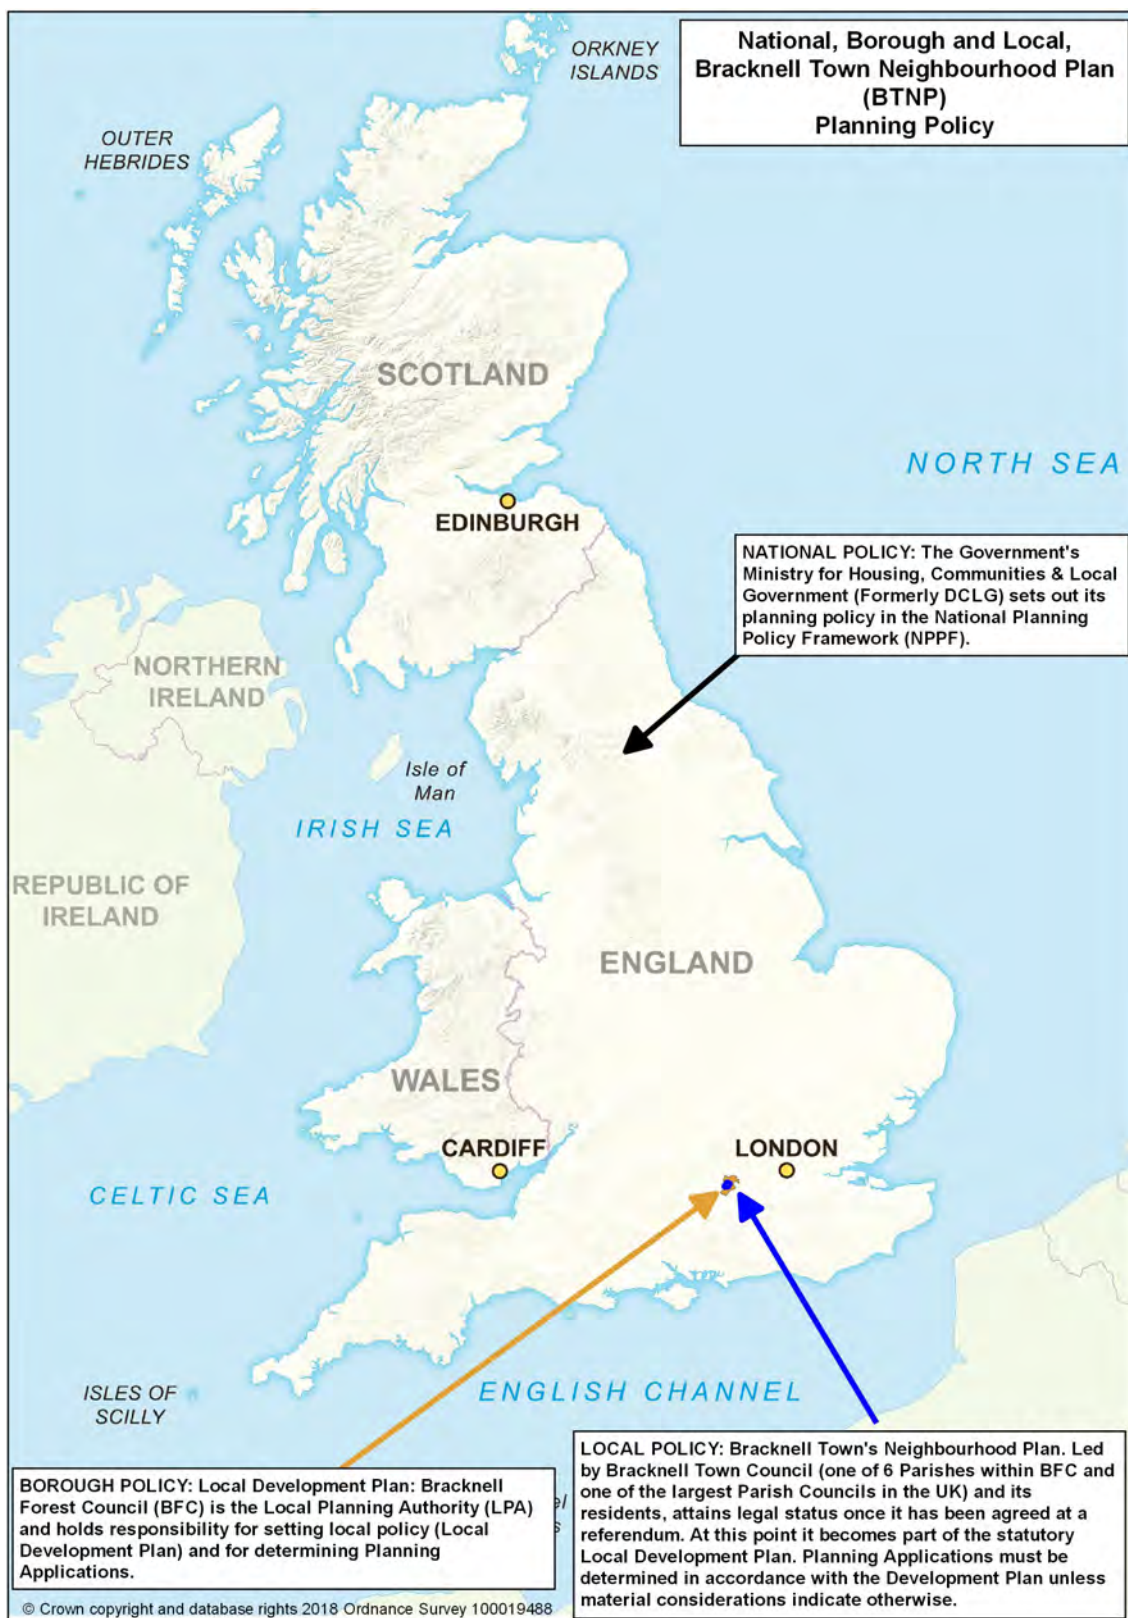 National, Borough and Local,
Bracknell Town Neighbourhood Plan
(BTNP)
Planning Policy
ORKNEY
ISLANDS
OUTER
HEBRIDES
SCOTLAND
NORTH SEA
EDINBURGH
NATIONAL POLICY: The Government's
Ministry for Housing, Communities & Local
Government (Formerly DCLG) sets out its
planning policy in the National Planning
Policy Framework (NPPF).
NORTHERN
IRELAND
Isle of
Man
IRISH SEA
REPUBLIC OF
IRELAND
ENGLAND
WALES
CARDIFF
LONDON
CELTIC SEA
ISLES OF
SCILLY
ENGLISH CHANNEL
BOROUGH POLICY: Local Development Plan: Bracknell
Forest Council (BFC) is the Local Planning Authority (LPA)
and holds responsibility for setting local policy (Local
Development Plan) and for determining Planning
Applications.
LOCAL POLICY: Bracknell Town's Neighbourhood Plan. Led
by Bracknell Town Council (one of 6 Parishes within BFC and
one of the largest Parish Councils in the UK) and its
residents, attains legal status once it has been agreed at a
referendum. At this point it becomes part of the statutory
Local Development Plan. Planning Applications must be
determined in accordance with the Development Plan unless
material considerations indicate otherwise.
© Crown copyright and database rights 2018 Ordnance Survey 100019488